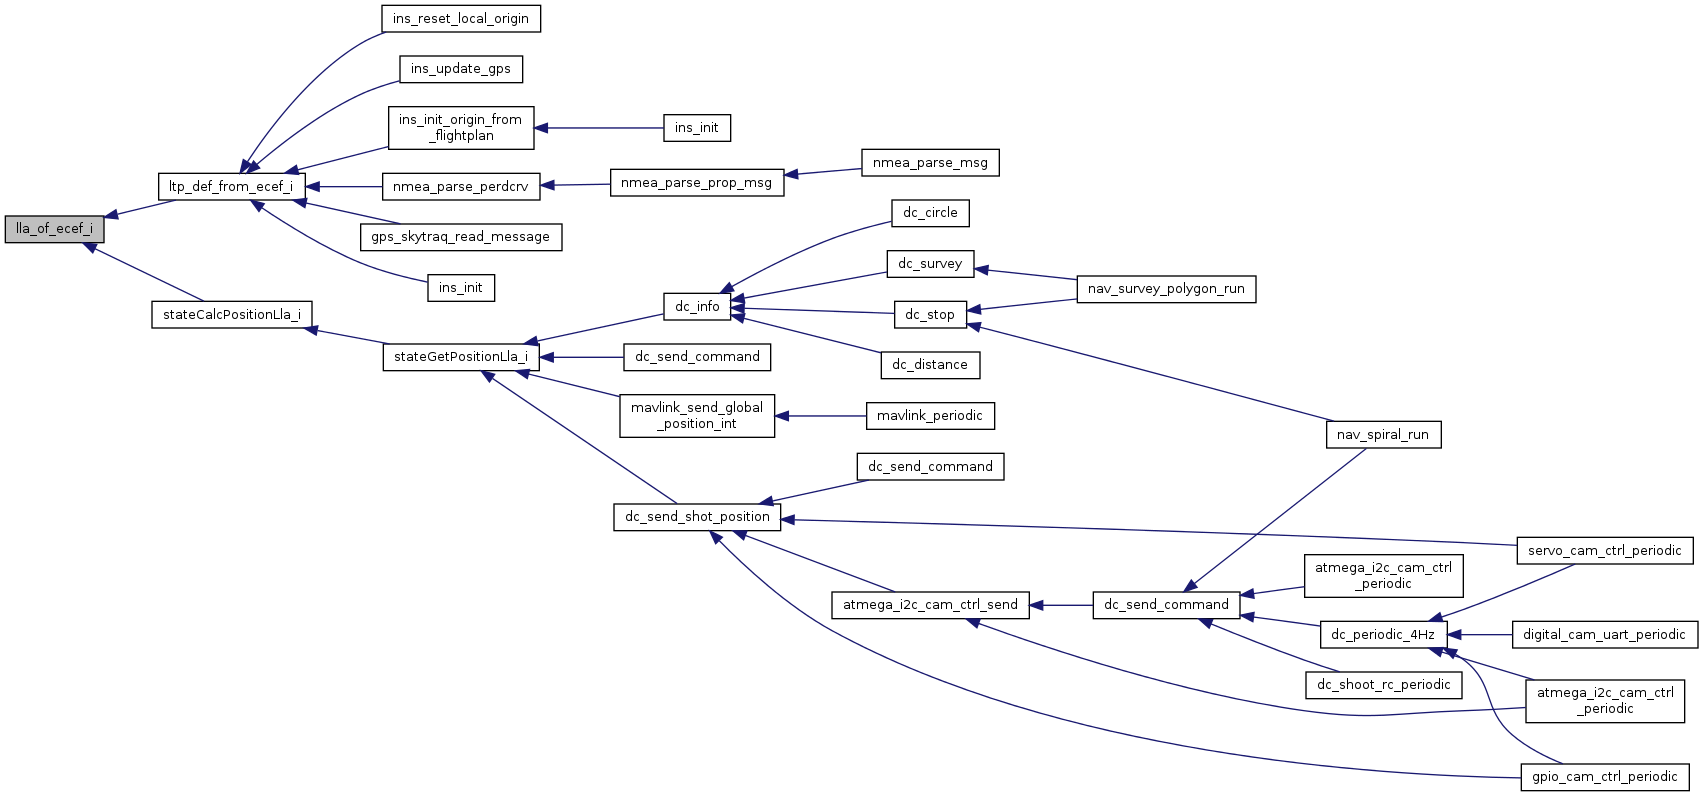 ins_reset_local_origin
ins_update_gps
ins_init_origin_from
_flightplan
ins_init
nmea_parse_msg
ltp_def_from_ecef_i
nmea_parse_perdcrv
nmea_parse_prop_msg
dc_circle
lla_of_ecef_i
gps_skytraq_read_message
dc_survey
ins_init
nav_survey_polygon_run
stateCalcPositionLla_i
dc_info
dc_stop
stateGetPositionLla_i
dc_send_command
dc_distance
mavlink_send_global
_position_int
mavlink_periodic
nav_spiral_run
dc_send_command
dc_send_shot_position
servo_cam_ctrl_periodic
atmega_i2c_cam_ctrl
_periodic
atmega_i2c_cam_ctrl_send
dc_send_command
dc_periodic_4Hz
digital_cam_uart_periodic
dc_shoot_rc_periodic
atmega_i2c_cam_ctrl
_periodic
gpio_cam_ctrl_periodic